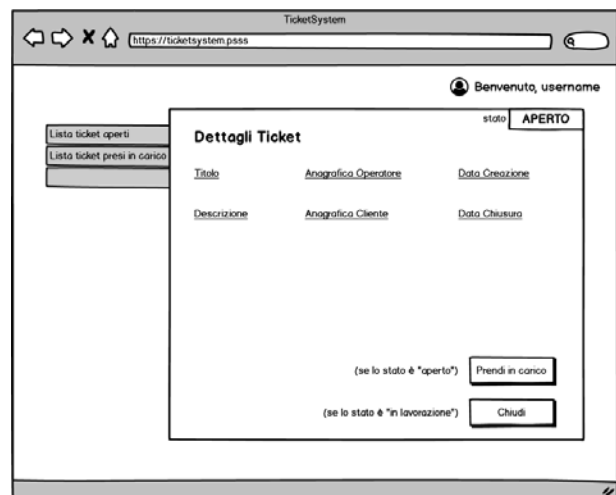 TicketSystem
https://ticketsystem.psss
Benvenuto, username
stato APERTO
Lista ticket aperti
Lista ticket presi in carico
Dettagli Ticket
Titolo Anagrafica Operatore Data Creazione
Descrizione Anagrafica Cliente Data Chiusura
(se lo stato è "aperto") Prendi in carico
(se lo stato è "in lavorazione") Chiudi